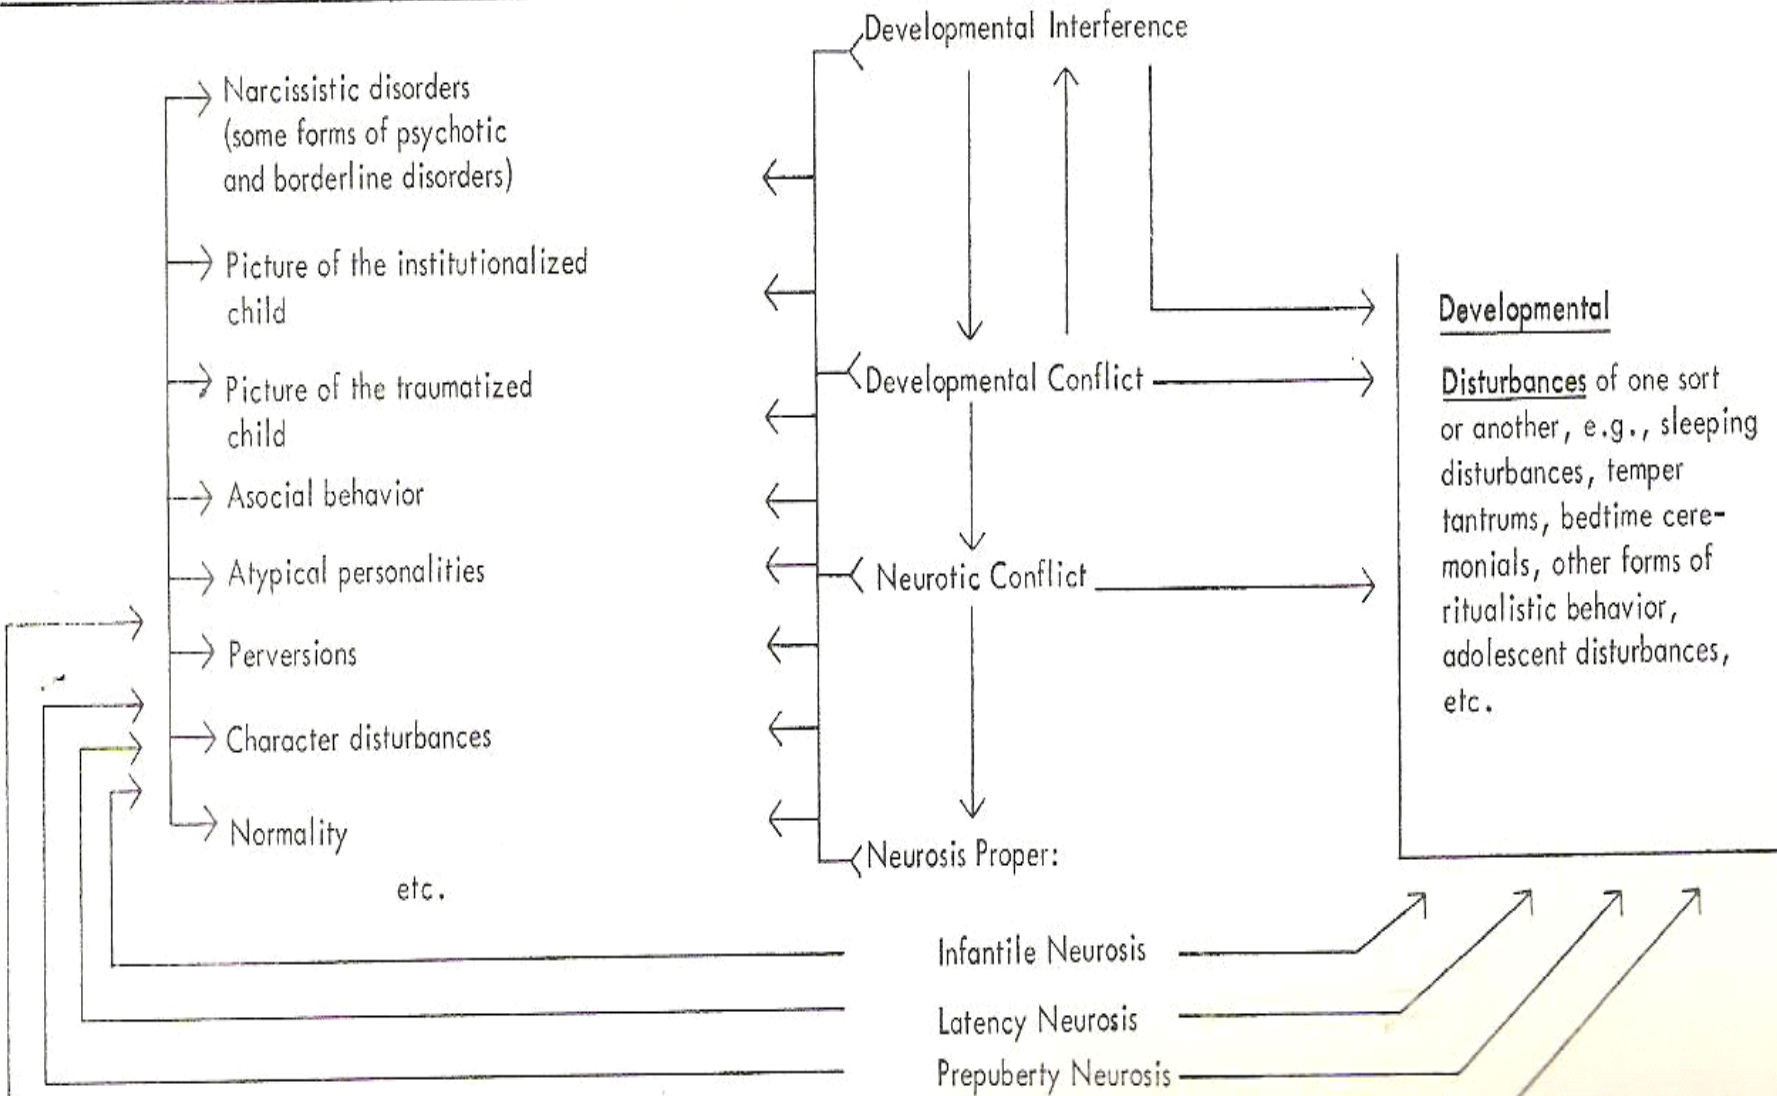 Developmental Interference
Narcissistic disorders
(some forms of psychotic
and borderline disorders)
Picture of the institutionalized
child
Picture of the traumatized
child
Asocial behavior
Atypical personalities
Perversions
Character disturbances
Normality
etc.
Developmental Conflict
Neurotic Conflict
Neurosis Proper:
Infantile Neurosis
Latency Neurosis
Prepuberty Neurosis
Developmental
Disturbances of one sort
or another, e.g., sleeping
disturbances, temper
tantrums, bedtime cere-
monials, other forms of
ritualistic behavior,
adolescent disturbances,
etc.